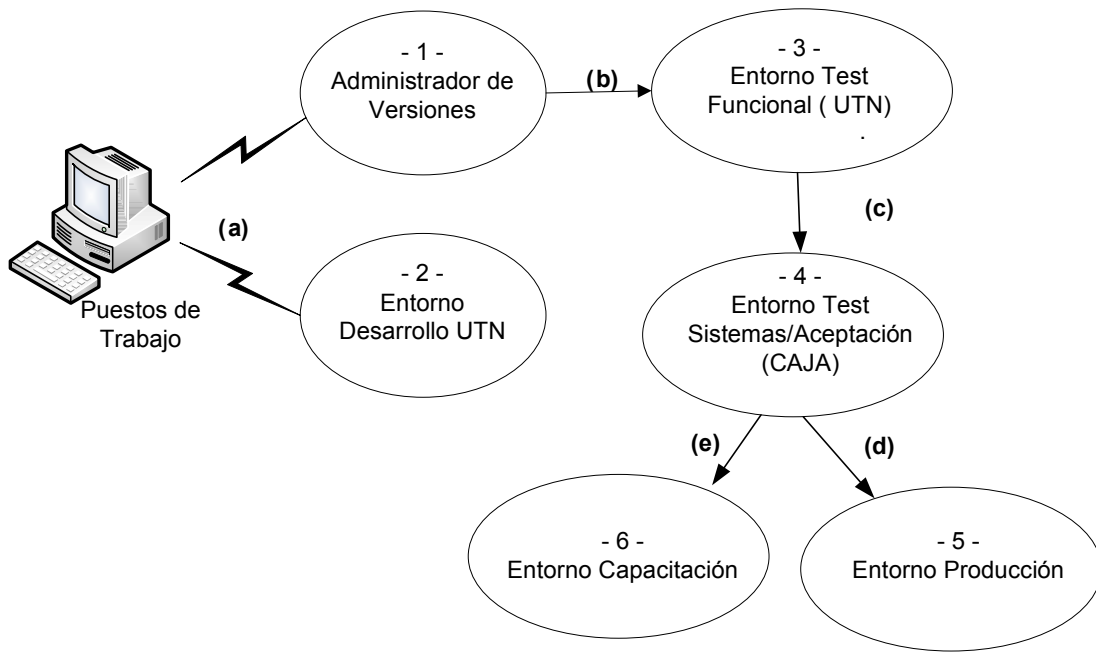 - 1 -
Administrador de
Versiones
(b)
- 3 -
Entorno Test
Funcional ( UTN)
.
(a)
Puestos de
Trabajo
- 2 -
Entorno
Desarrollo UTN
(c)
- 4 -
Entorno Test
Sistemas/Aceptación
(CAJA)
(e)
(d)
- 6 -
Entorno Capacitación
- 5 -
Entorno Producción